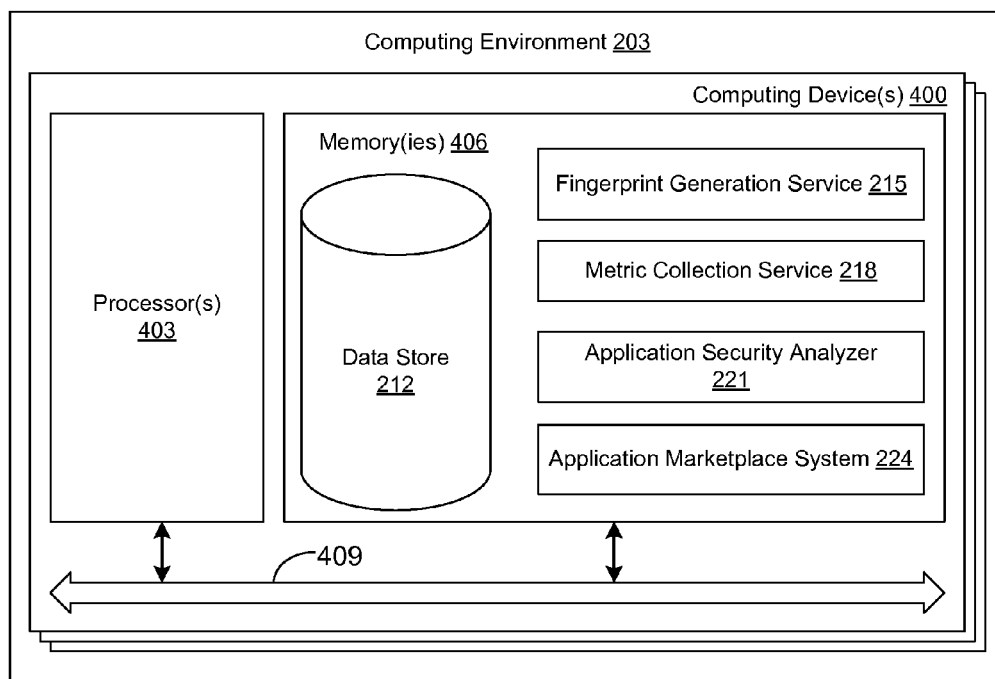 Computing Environment 203
Computing Device(s) 400
Memory(ies) 406
Processor(s)
403
Data Store
212
Fingerprint Generation Service 215
Metric Collection Service 218
Application Security Analyzer
221
Application Marketplace System 224
409